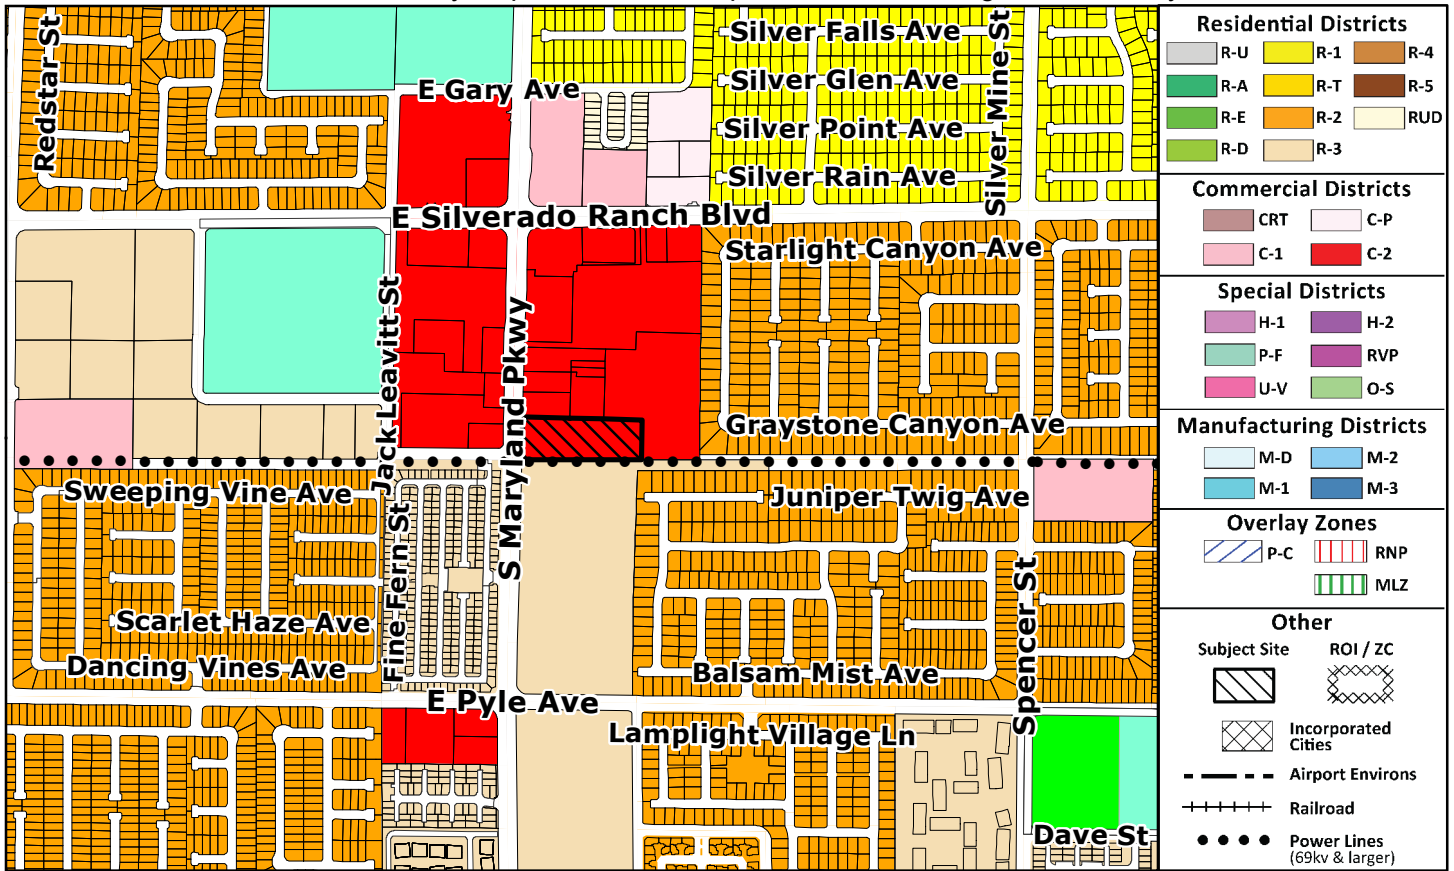 Redstar St
E Gary Ave
Silver Falls Ave
Silver Glen Ave
Silver Point Ave
Silver Rain Ave
Silver Mine St
E Silverado Ranch Blvd
Starlight Canyon Ave
Jack Leavitt St
S Maryland Pkwy
Graystone Canyon Ave
Sweeping Vine Ave
Juniper Twig Ave
Fine Fern St
Scarlet Haze Ave
Dancing Vines Ave
Balsam Mist Ave
Spencer St
E Pyle Ave
Lamplight Village Ln
Dave St
Residential Districts
R-U R-1 R-4
R-A R-T R-5
R-E R-2 RUD
R-D R-3
Commercial Districts
CRT C-P
C-1 C-2
Special Districts
H-1 H-2
P-F RVP
U-V O-S
Manufacturing Districts
M-D M-2
M-1 M-3
Overlay Zones
P-C RNP
MLZ
Other
Subject Site ROI / ZC
Incorporated
Cities
Airport Environs
Railroad
Power Lines
(69kv & larger)